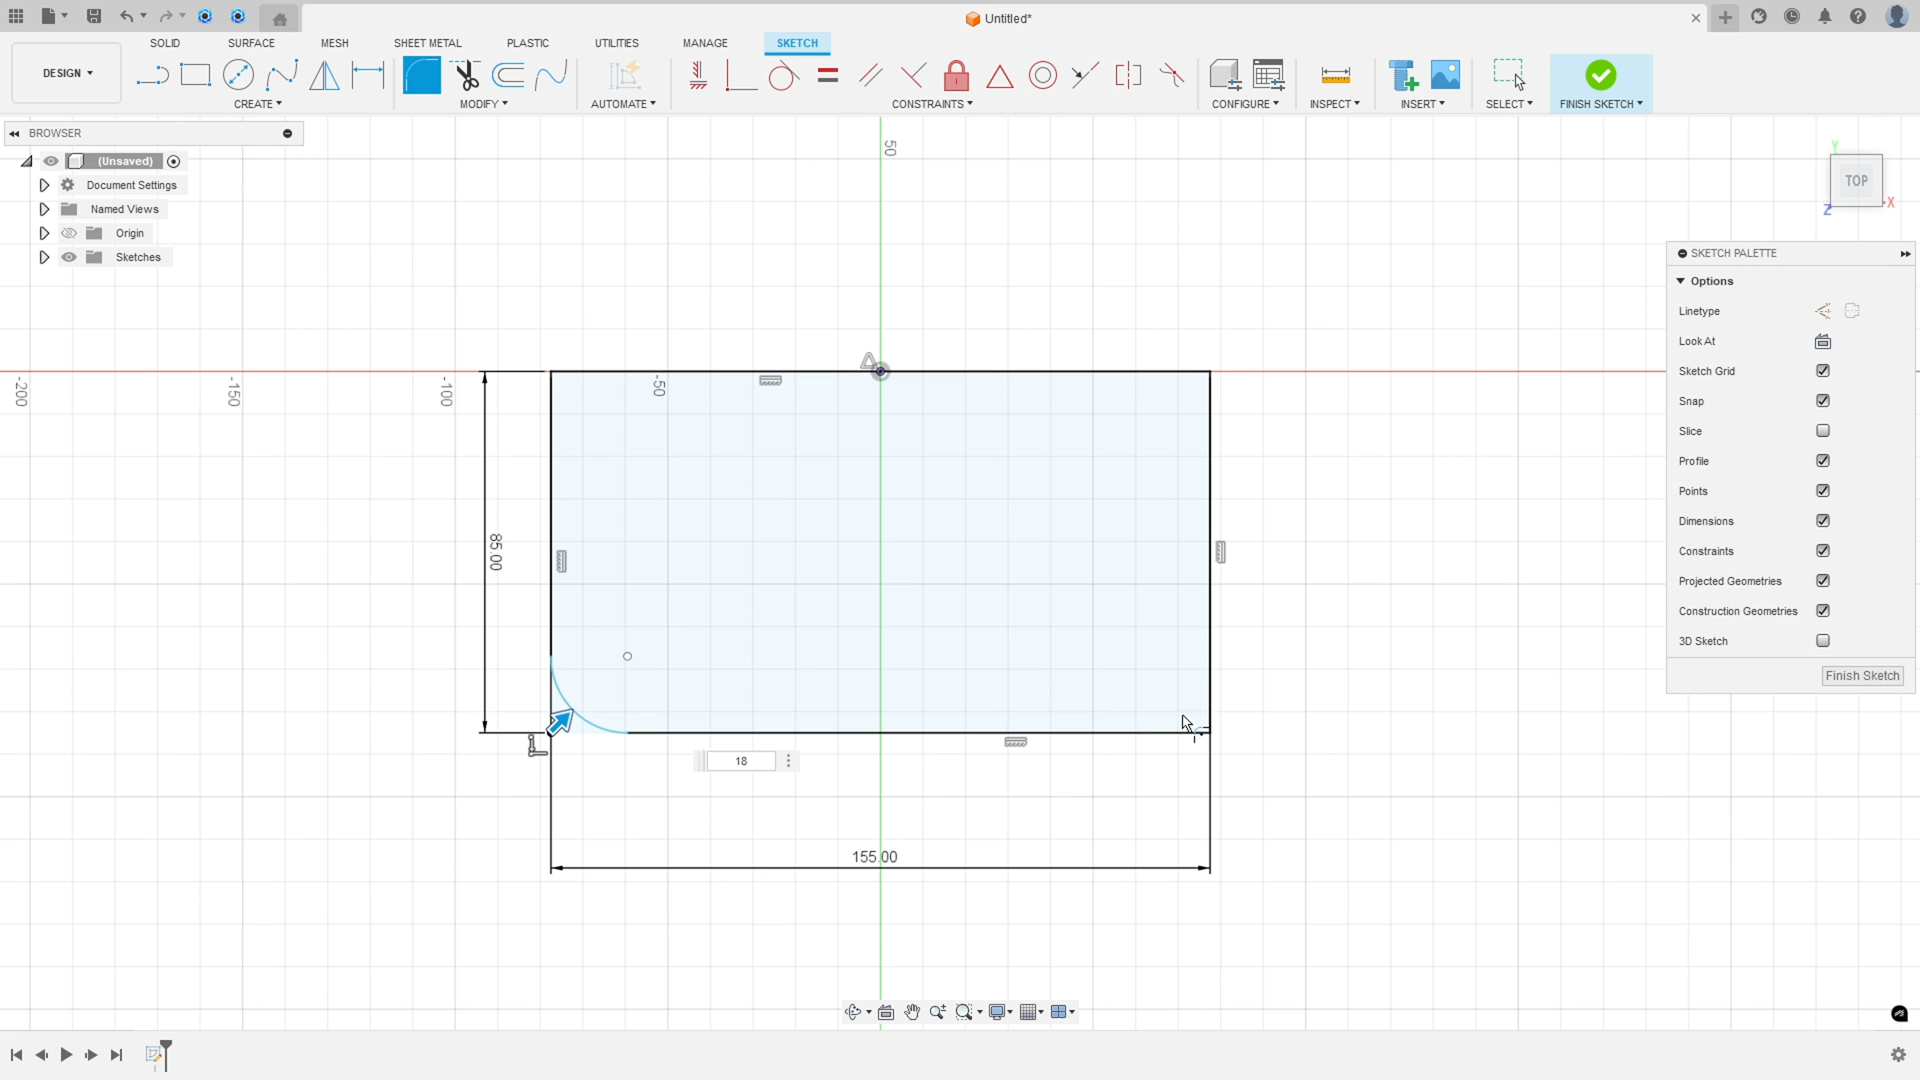 Untitled*
SOLID SURFACE MESH SHEET METAL PLASTIC UTILITIES MANAGE SKETCH
DESIGN
CREATE MODIFY AUTOMATE CONSTRAINTS CONFIGURE INSPECT INSERT SELECT FINISH SKETCH
BROWSER
(Unsaved)
Document Settings
Named Views
Origin
Sketches
50
TOP
Y
X
Z
SKETCH PALETTE
Options
Linetype
Look At
Sketch Grid
Snap
Slice
Profile
Points
Dimensions
Constraints
Projected Geometries
Construction Geometries
3D Sketch
Finish Sketch
-200
-150
-100
-50
85.00
18
155.00